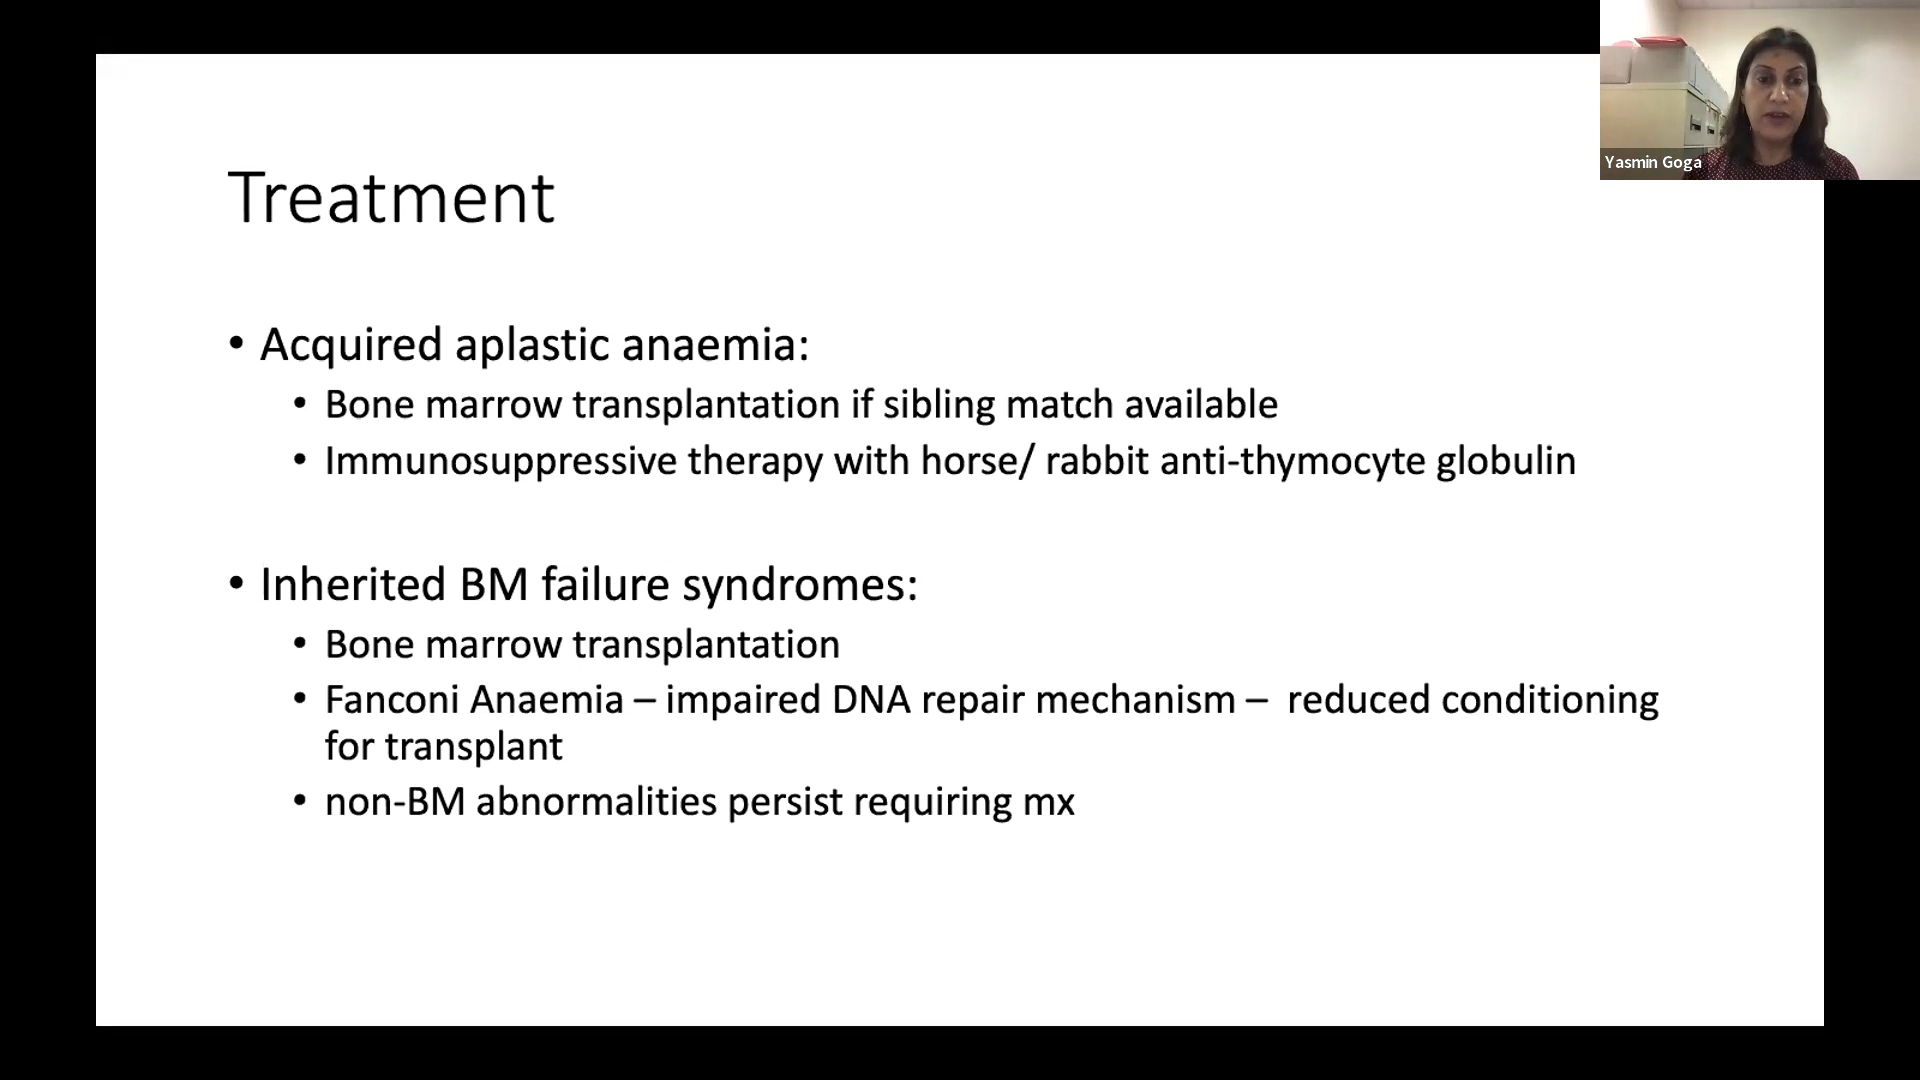 Yasmin Goga
Treatment
• Acquired aplastic anaemia:
• Bone marrow transplantation if sibling match available
• Immunosuppressive therapy with horse/ rabbit anti-thymocyte globulin
• Inherited BM failure syndromes:
• Bone marrow transplantation
• Fanconi Anaemia – impaired DNA repair mechanism –  reduced conditioning
for transplant
• non-BM abnormalities persist requiring mx